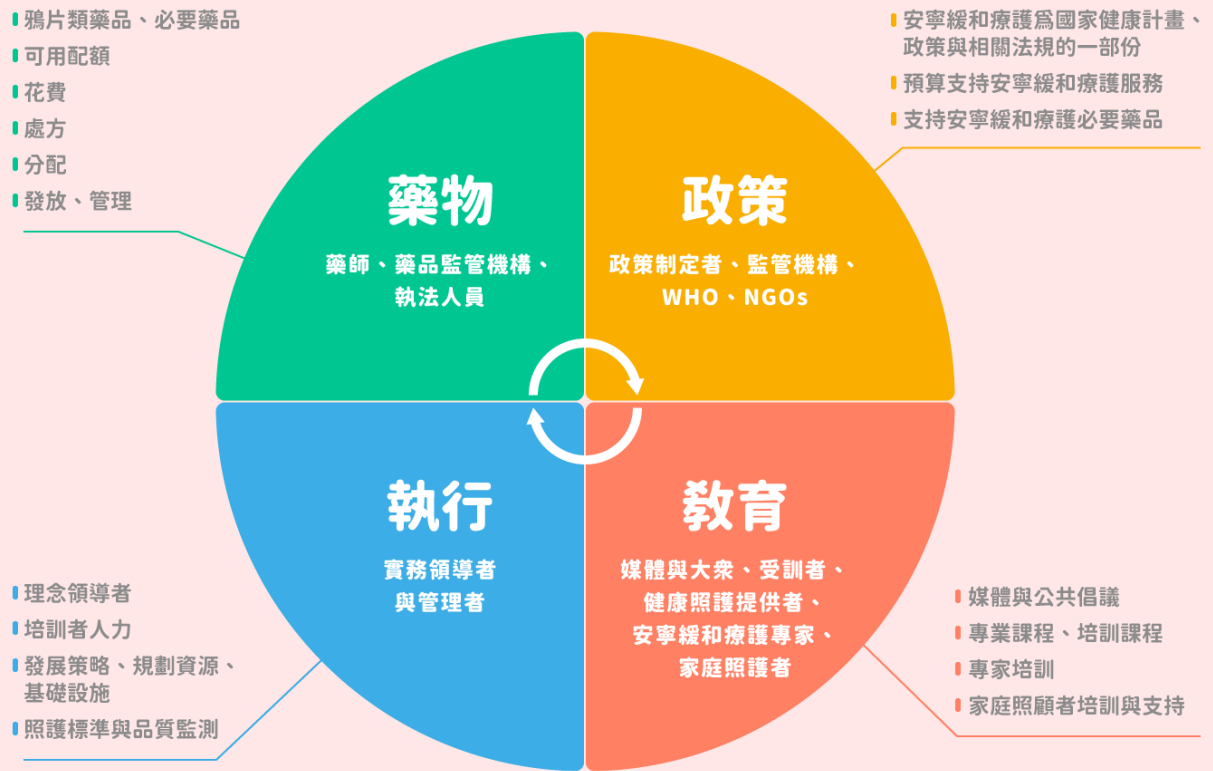 鴉片類藥品、必要藥品
可用配額
花費
處方
分配
發放、管理
安寧緩和療護為國家健康計畫、
政策與相關法規的一部份
預算支持安寧緩和療護服務
支持安寧緩和療護必要藥品
藥物
藥師、藥品監管機構、
執法人員
政策
政策制定者、監管機構、
WHO、NGOs
執行
實務領導者
與管理者
教育
媒體與大眾、受訓者、
健康照護提供者、
安寧緩和療護專家、
家庭照護者
理念領導者
培訓者人力
發展策略、規劃資源、
基礎設施
照護標準與品質監測
媒體與公共倡議
專業課程、培訓課程
專家培訓
家庭照顧者培訓與支持